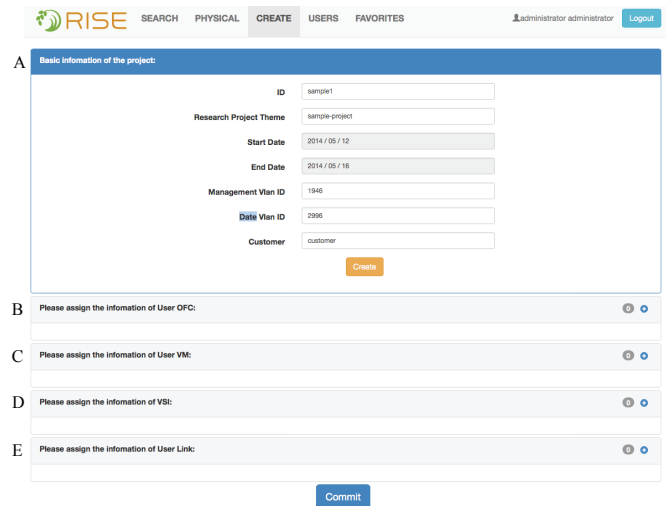 RISE SEARCH PHYSICAL CREATE USERS FAVORITES administrator administrator Logout
A Basic infomation of the project:
ID sample1
Research Project Theme sample-project
Start Date 2014 / 05 / 12
End Date 2014 / 05 / 16
Management Vlan ID 1946
Date Vlan ID 2996
Customer customer
Create
B Please assign the infomation of User OFC: 0
C Please assign the infomation of User VM: 0
D Please assign the infomation of VSI: 0
E Please assign the infomation of User Link: 0
Commit